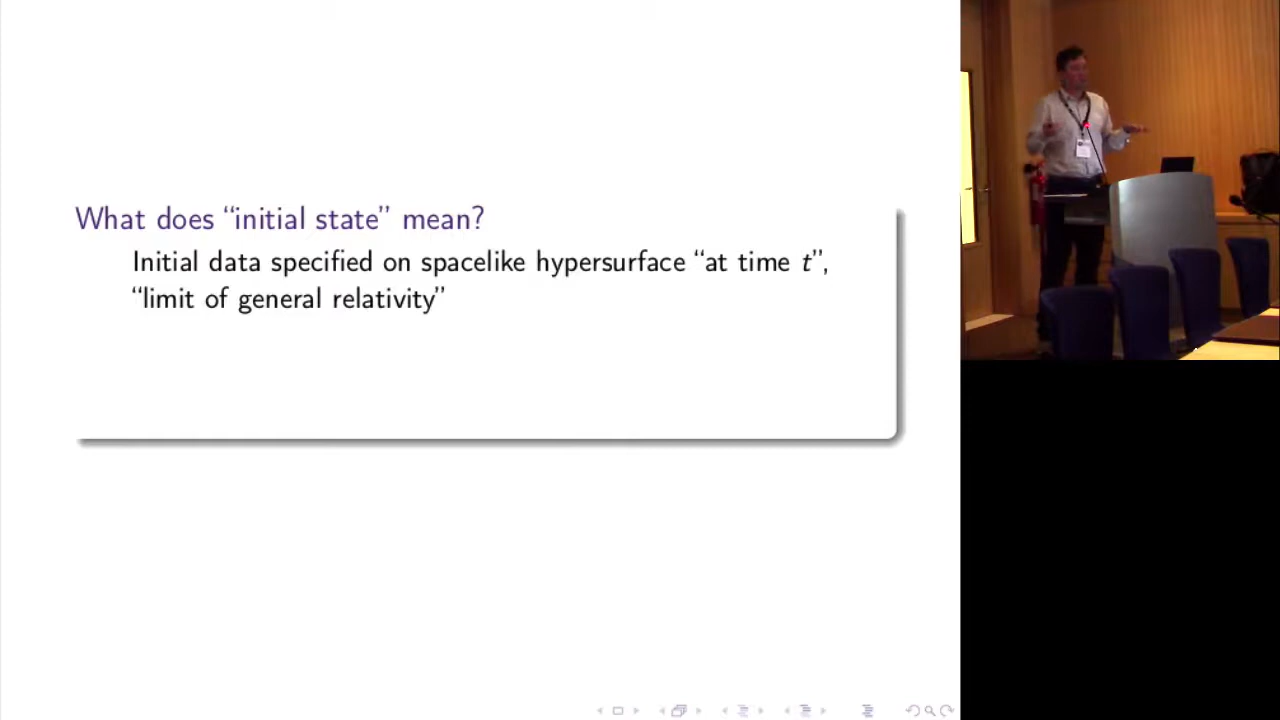 What does “initial state” mean?
Initial data specified on spacelike hypersurface “at time t”,
“limit of general relativity”